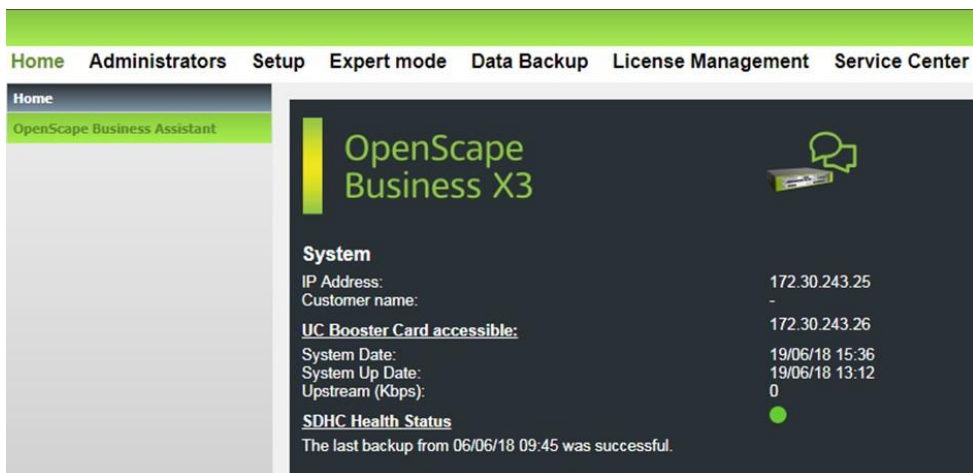 Home Administrators Setup Expert mode Data Backup License Management Service Center
Home
OpenScape Business Assistant
OpenScape
Business X3
System
IP Address: 172.30.243.25
Customer name: -
UC Booster Card accessible: 172.30.243.26
System Date: 19/06/18 15:36
System Up Date: 19/06/18 13:12
Upstream (Kbps): 0
SDHC Health Status
The last backup from 06/06/18 09:45 was successful.